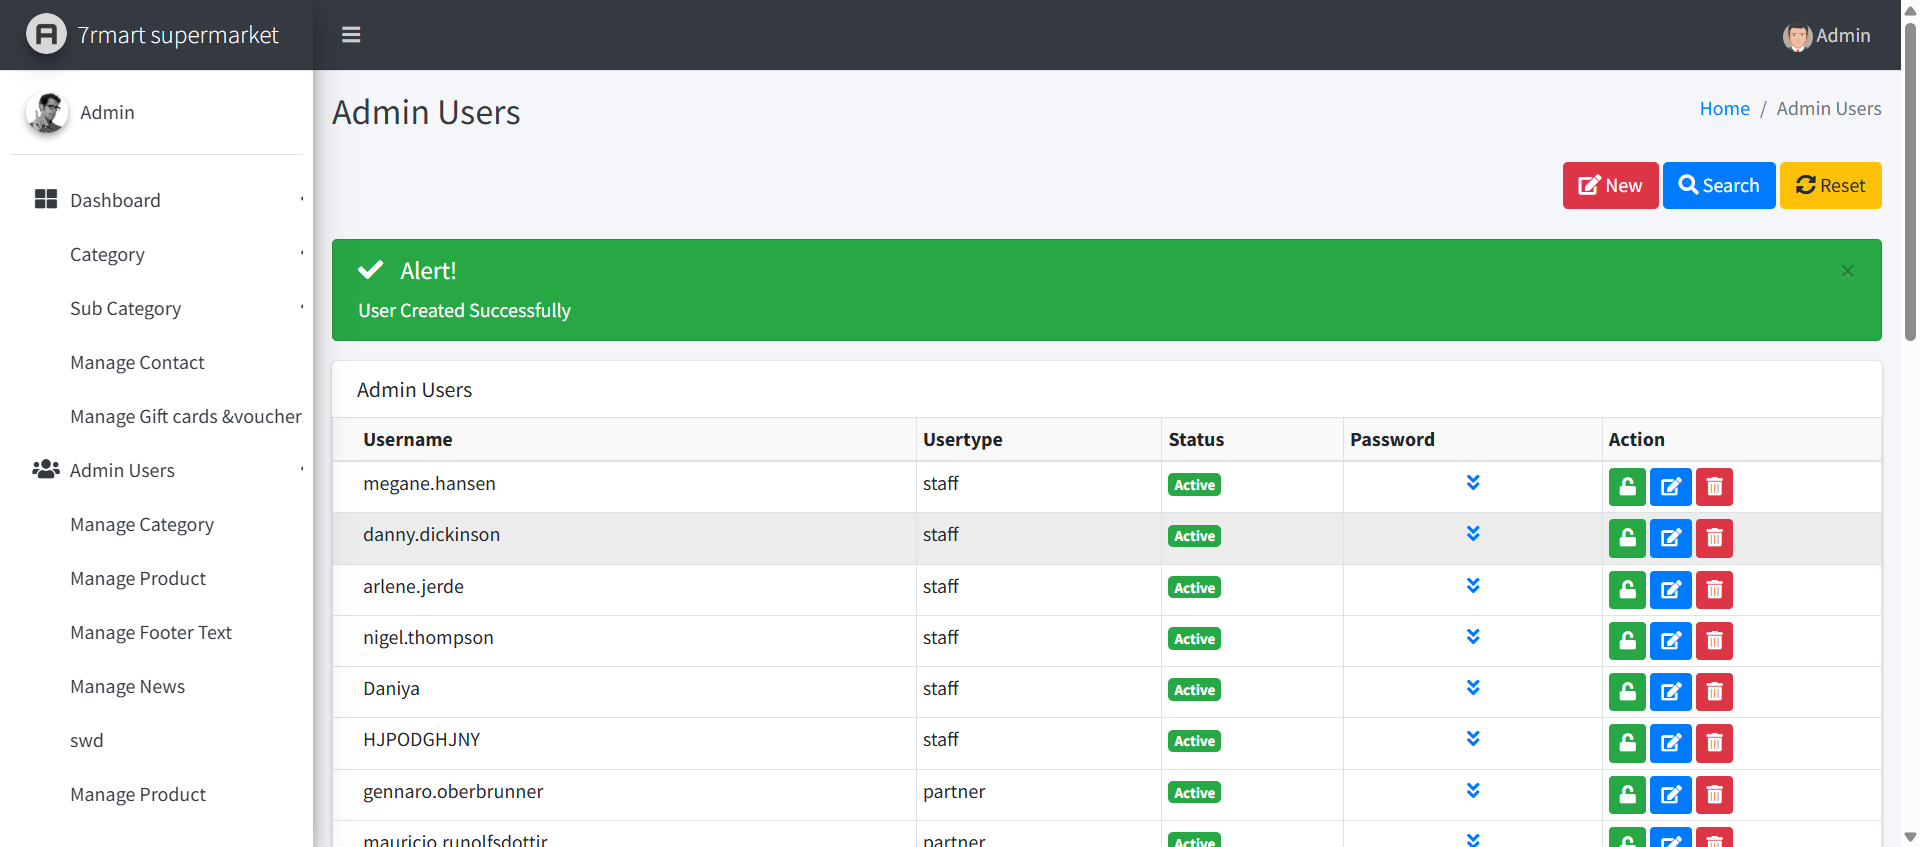 7rmart supermarket
Admin
Admin
Dashboard
Category
Sub Category
Manage Contact
Manage Gift cards &voucher
Admin Users
Manage Category
Manage Product
Manage Footer Text
Manage News
swd
Manage Product
Admin Users
Home / Admin Users
New Search Reset
Alert! ×
User Created Successfully
Admin Users
Username Usertype Status Password Action
megane.hansen staff Active
danny.dickinson staff Active
arlene.jerde staff Active
nigel.thompson staff Active
Daniya staff Active
HJPODGHJNY staff Active
gennaro.oberbrunner partner Active
mauricio.runolfsdottir partner Active